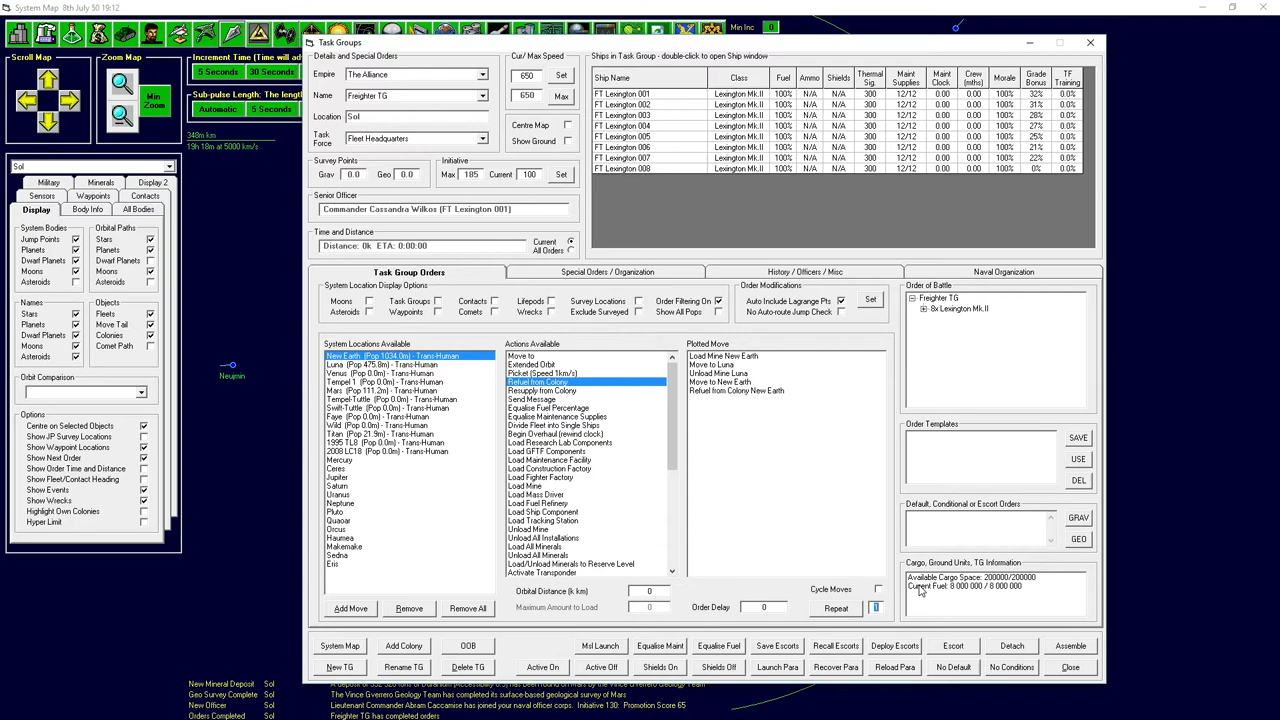 System Map  8th July 50 19:12
Min Inc 0
Scroll Map
Zoom Map
Min Zoom
Increment Time (Time will adv
5 Seconds 30 Seconds
Sub-pulse Length: The length
Automatic 5 Seconds
348m km
19h 18m at 5000 km/s
Sol
Military Minerals Display 2
Sensors Waypoints Contacts
Display Body Info All Bodies
System Bodies
Jump Points
Planets
Dwarf Planets
Moons
Asteroids
Orbital Paths
Stars
Planets
Dwarf Planets
Moons
Asteroids
Names
Stars
Planets
Dwarf Planets
Moons
Asteroids
Objects
Fleets
Move Tail
Colonies
Comet Path
Orbit Comparison
Options
Centre on Selected Objects
Show JP Survey Locations
Show Waypoint Locations
Show Next Order
Show Order Time and Distance
Show Fleet/Contact Heading
Show Events
Show Wrecks
Highlight Own Colonies
Hyper Limit
Neujmin
Task Groups
Details and Special Orders
Empire The Alliance
Name Freighter TG
Location Sol
Task Force Fleet Headquarters
Cur/ Max Speed
650 Set
650 Max
Centre Map
Show Ground
Survey Points
Grav 0.0 Geo 0.0
Initiative
Max 185 Current 100 Set
Senior Officer
Commander Cassandra Wilkos (FT Lexington 001)
Time and Distance
Distance: 0k  ETA: 0:00:00
Current
All Orders
Ships in Task Group - double-click to open Ship window
Ship Name Class Fuel Ammo Shields Thermal Sig. Maint Supplies Maint Clock Crew (mths) Morale Grade Bonus TF Training
FT Lexington 001 Lexington Mk.II 100% N/A N/A 300 12/12 0.00 0.00 100% 32% 0.0%
FT Lexington 002 Lexington Mk.II 100% N/A N/A 300 12/12 0.00 0.00 100% 31% 0.0%
FT Lexington 003 Lexington Mk.II 100% N/A N/A 300 12/12 0.00 0.00 100% 28% 0.0%
FT Lexington 004 Lexington Mk.II 100% N/A N/A 300 12/12 0.00 0.00 100% 27% 0.0%
FT Lexington 005 Lexington Mk.II 100% N/A N/A 300 12/12 0.00 0.00 100% 25% 0.0%
FT Lexington 006 Lexington Mk.II 100% N/A N/A 300 12/12 0.00 0.00 100% 21% 0.0%
FT Lexington 007 Lexington Mk.II 100% N/A N/A 300 12/12 0.00 0.00 100% 22% 0.0%
FT Lexington 008 Lexington Mk.II 100% N/A N/A 300 12/12 0.00 0.00 100% 0% 0.0%
Task Group Orders Special Orders / Organization History / Officers / Misc Naval Organization
System Location Display Options
Moons Task Groups Contacts Lifepods Survey Locations Order Filtering On
Asteroids Waypoints Comets Wrecks Exclude Surveyed Show All Pops
Order Modifications
Auto Include Lagrange Pts
No Auto-route Jump Check
Set
System Locations Available
New Earth  (Pop 1034.0m) - Trans-Human
Luna  (Pop 475.8m) - Trans-Human
Venus  (Pop 0.0m) - Trans-Human
Tempel 1  (Pop 0.0m) - Trans-Human
Mars  (Pop 111.2m) - Trans-Human
Tempel-Tuttle  (Pop 0.0m) - Trans-Human
Swift-Tuttle  (Pop 0.0m) - Trans-Human
Faye  (Pop 0.0m) - Trans-Human
Wild  (Pop 0.0m) - Trans-Human
Titan  (Pop 21.9m) - Trans-Human
1995 TL8  (Pop 0.0m) - Trans-Human
2008 LC18  (Pop 0.0m) - Trans-Human
Mercury
Ceres
Jupiter
Saturn
Uranus
Neptune
Pluto
Quaoar
Orcus
Haumea
Makemake
Sedna
Eris
Add Move Remove Remove All
Actions Available
Move to
Extended Orbit
Picket (Speed 1km/s)
Refuel from Colony
Resupply from Colony
Send Message
Equalise Fuel Percentage
Equalise Maintenance Supplies
Divide Fleet into Single Ships
Begin Overhaul (rewind clock)
Load Research Lab Components
Load GFTF Components
Load Maintenance Facility
Load Construction Factory
Load Fighter Factory
Load Mine
Load Mass Driver
Load Fuel Refinery
Load Ship Component
Load Tracking Station
Unload Mine
Unload All Installations
Load All Minerals
Unload All Minerals
Load/Unload Minerals to Reserve Level
Activate Transponder
Orbital Distance (k km) 0
Maximum Amount to Load 0
Plotted Move
Load Mine New Earth
Move to Luna
Unload Mine Luna
Move to New Earth
Refuel from Colony New Earth
Cycle Moves
Order Delay 0 Repeat 1
Order of Battle
Freighter TG
8x Lexington Mk.II
Order Templates
SAVE
USE
DEL
Default, Conditional or Escort Orders
GRAV
GEO
Cargo, Ground Units, TG Information
Available Cargo Space: 200000/200000
Current Fuel: 8 000 000 / 8 000 000
System Map Add Colony OOB Msl Launch Equalise Maint Equalise Fuel Save Escorts Recall Escorts Deploy Escorts Escort Detach Assemble
New TG Rename TG Delete TG Active On Active Off Shields On Shields Off Launch Para Recover Para Reload Para No Default No Conditions Close
New Mineral Deposit Sol
Geo Survey Complete Sol The Vince Gverrero Geology Team has completed its surface-based geological survey of Mars
New Officer Sol Lieutenant Commander Abram Caccamise has joined your naval officer corps.  Initiative 130:  Promotion Score 65
Orders Completed Sol Freighter TG has completed orders